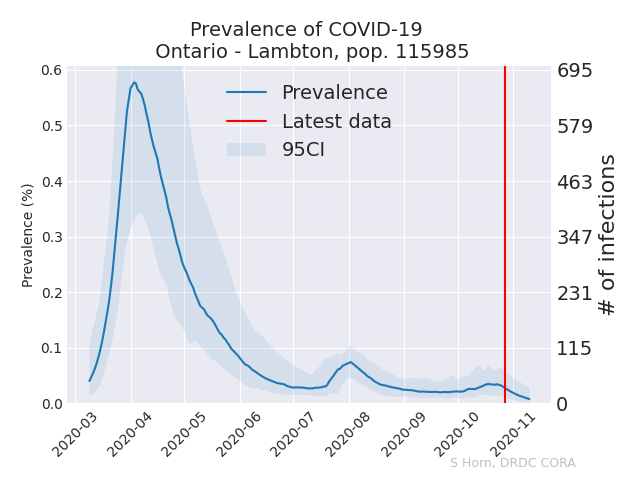 Prevalence of COVID-19
Ontario - Lambton, pop. 115985
Prevalence (%)
0.6
0.5
0.4
0.3
0.2
0.1
0.0
Prevalence
Latest data
95CI
695
579
463
347
231
115
0
# of infections
2020-03
2020-04
2020-05
2020-06
2020-07
2020-08
2020-09
2020-10
2020-11
S Horn, DRDC CORA